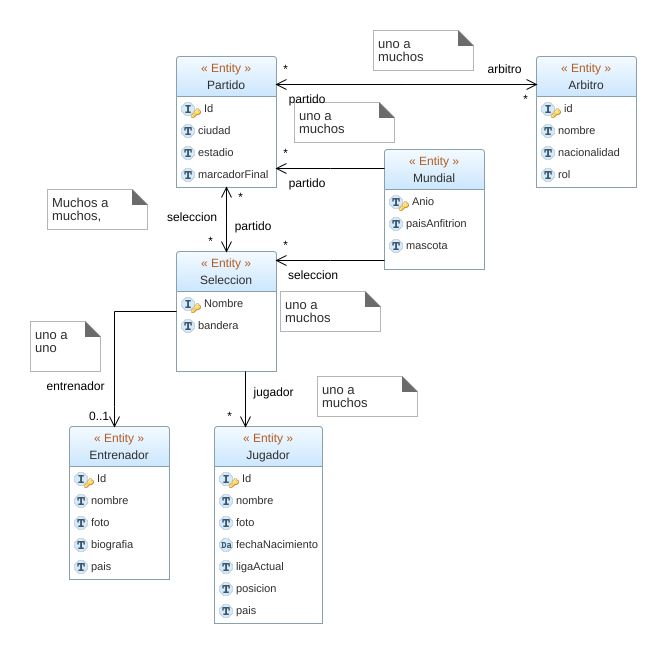 uno a
muchos
« Entity »
Partido
Id
ciudad
estadio
marcadorFinal
*
arbitro
partido
*
« Entity »
Arbitro
id
nombre
nacionalidad
rol
uno a
muchos
*
partido
« Entity »
Mundial
Anio
paisAnfitrion
mascota
Muchos a
muchos,
*
seleccion
partido
*
*
seleccion
« Entity »
Seleccion
Nombre
bandera
uno a
muchos
uno a
uno
entrenador
0..1
jugador
*
uno a
muchos
« Entity »
Entrenador
Id
nombre
foto
biografia
pais
« Entity »
Jugador
Id
nombre
foto
Da fechaNacimiento
ligaActual
posicion
pais